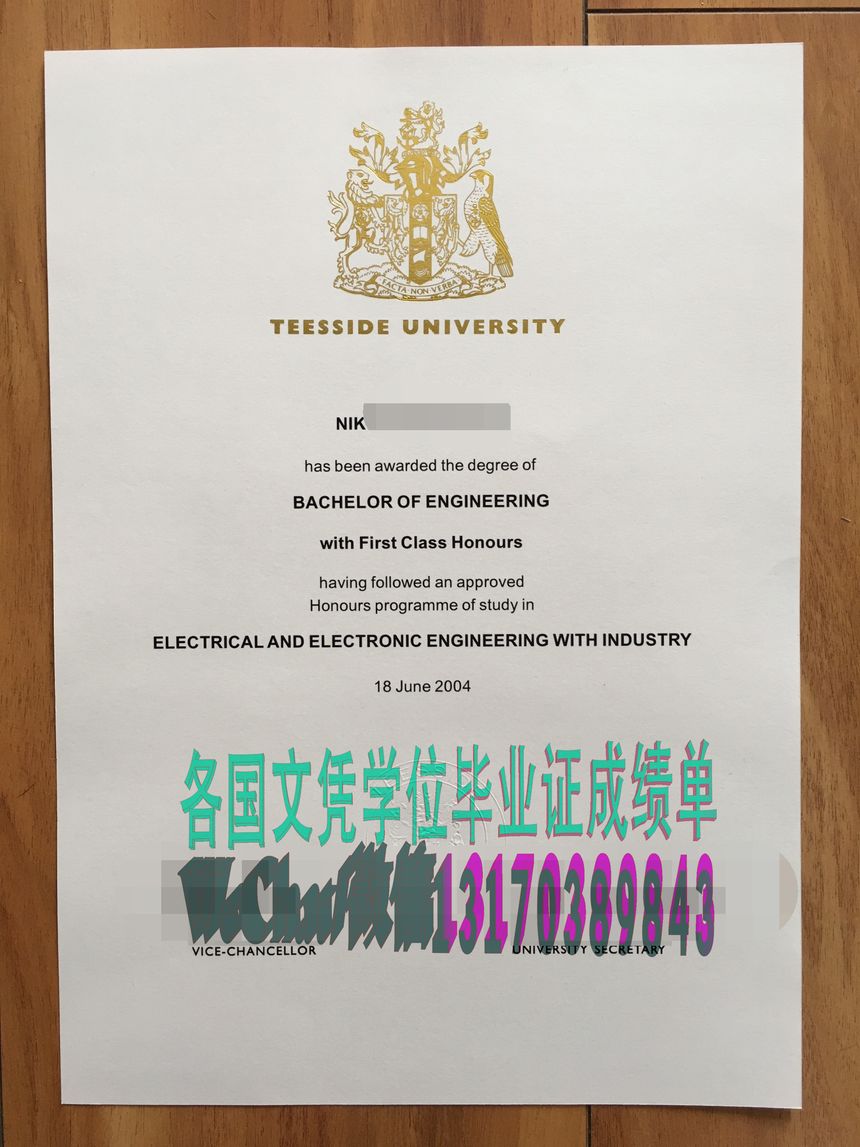 FACTA NON VERBA
TEESSIDE UNIVERSITY
NIK
has been awarded the degree of
BACHELOR OF ENGINEERING
with First Class Honours
having followed an approved
Honours programme of study in
ELECTRICAL AND ELECTRONIC ENGINEERING WITH INDUSTRY
18 June 2004
各国文凭学位毕业证成绩单
WeChat微信13170389843
VICE-CHANCELLOR UNIVERSITY SECRETARY